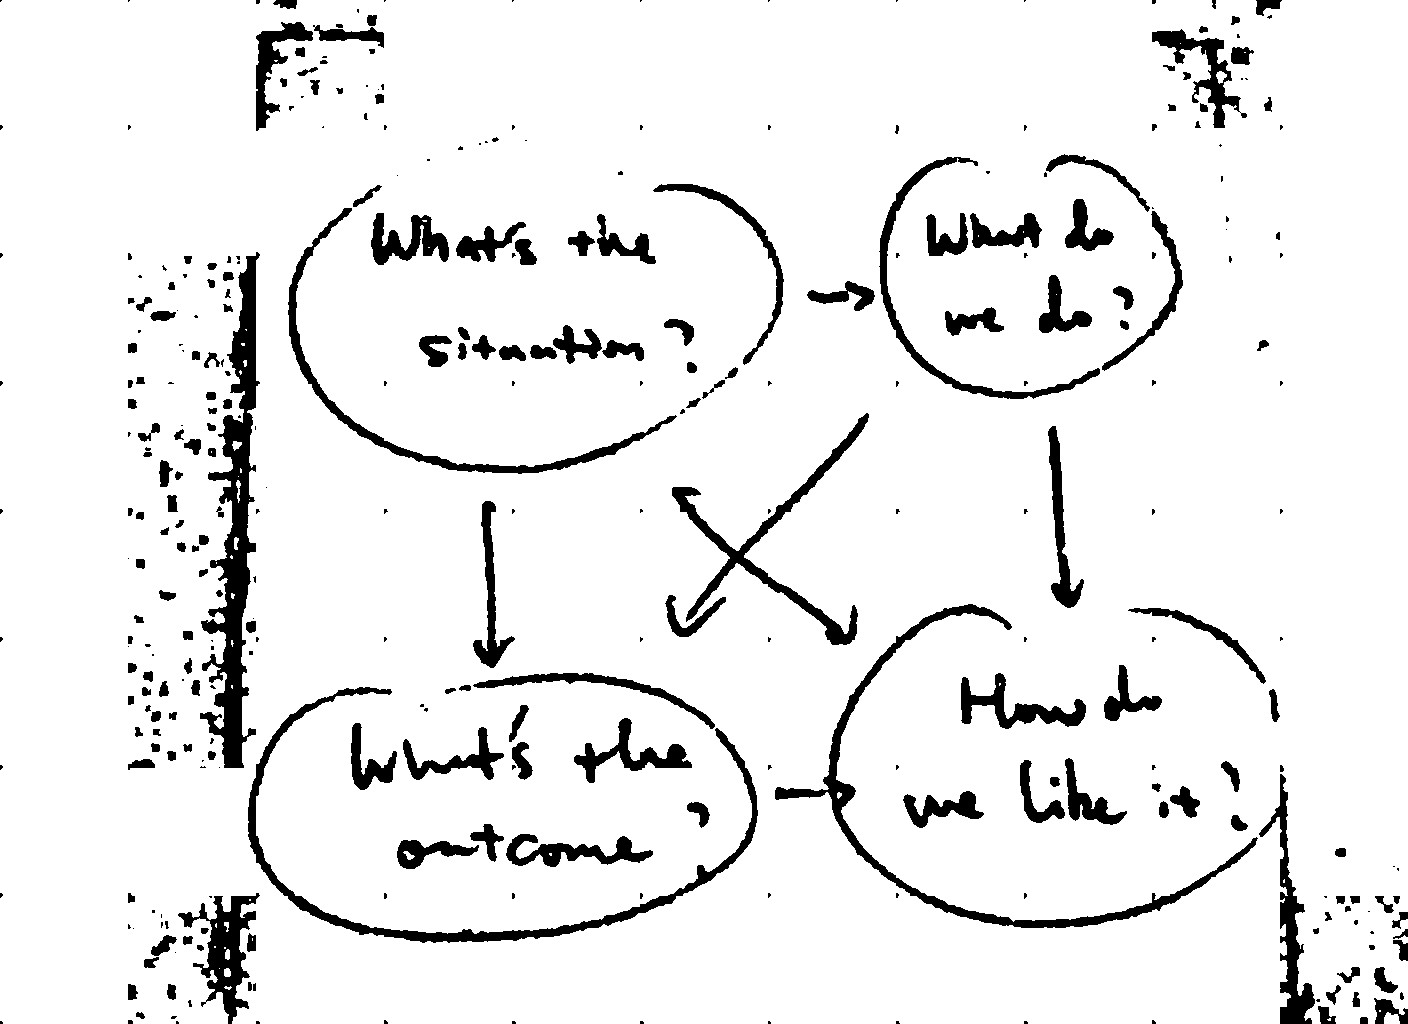 What's the
situation?
What do
we do?
What's the
outcome?
How do
we like it?